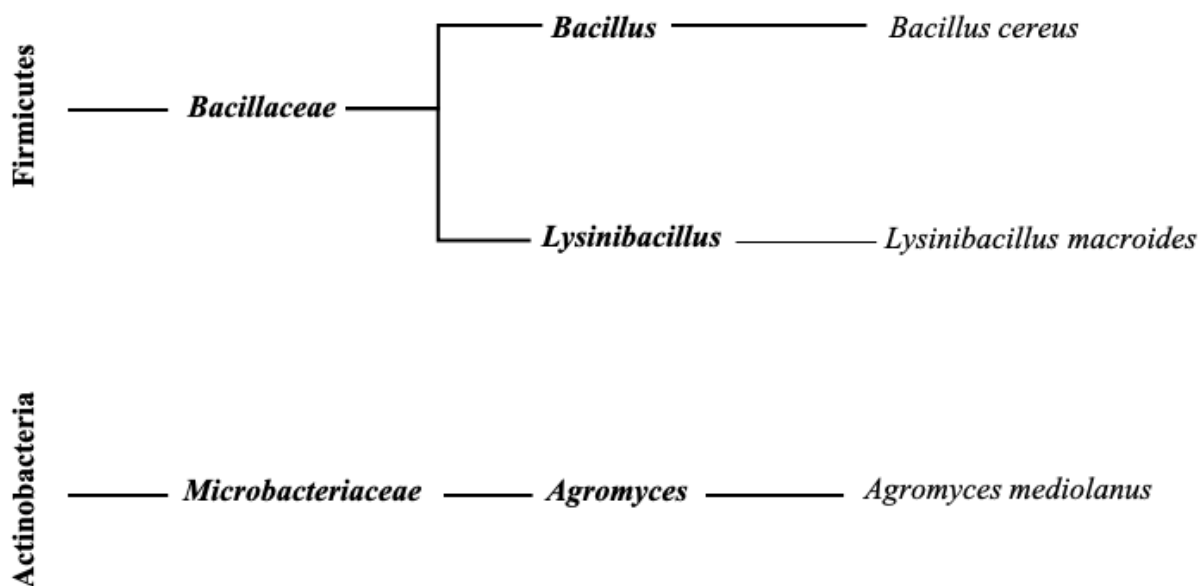 Firmicutes
Bacillaceae
Bacillus
Bacillus cereus
Lysinibacillus
Lysinibacillus macroides
Actinobacteria
Microbacteriaceae
Agromyces
Agromyces mediolanus